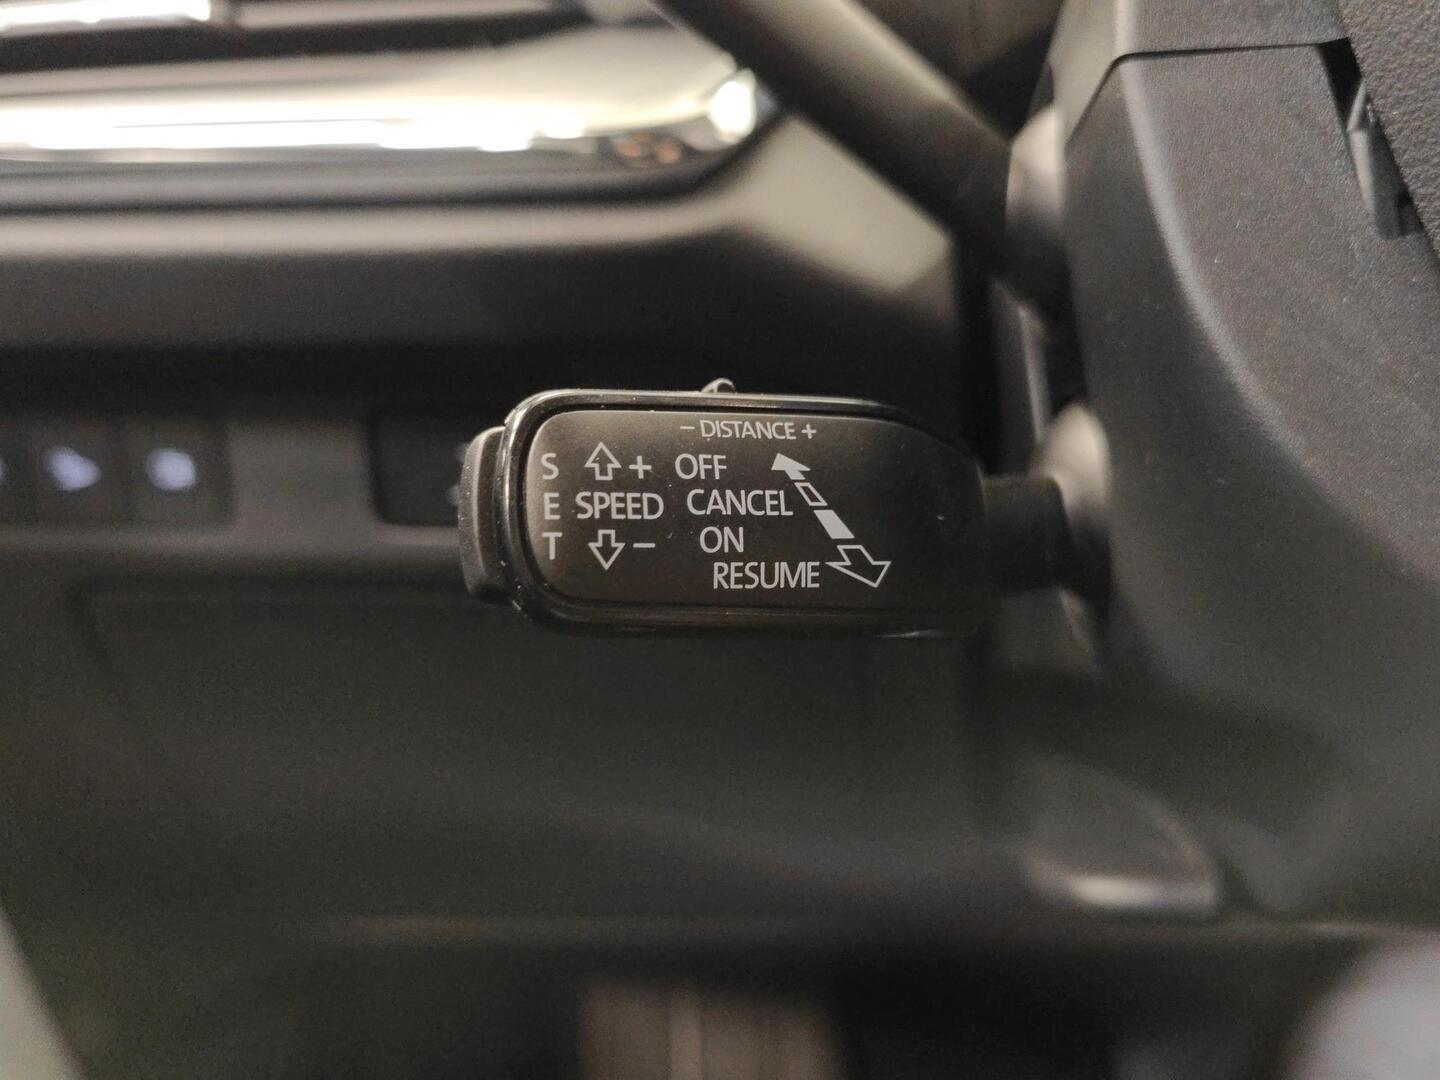 − DISTANCE +
S + OFF
E SPEED CANCEL
T − ON
RESUME